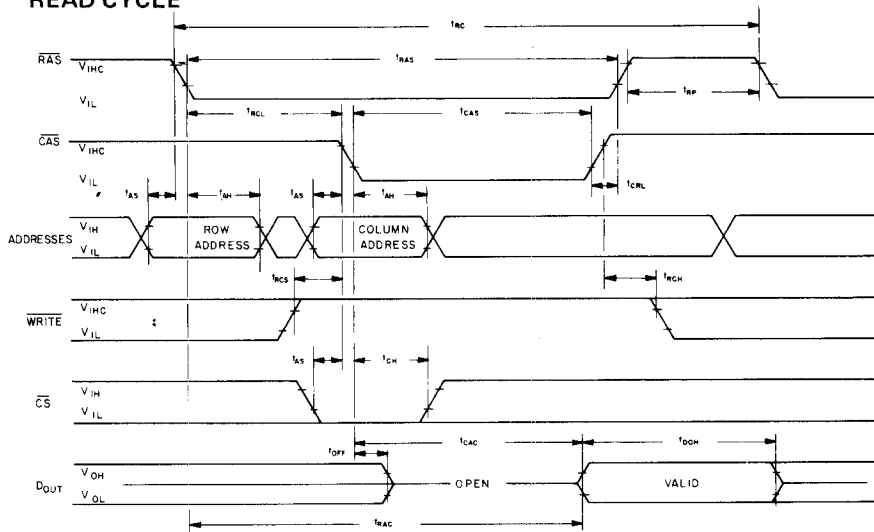 READ CYCLE
tRC
RAS
VIHC
VIL
tRAS
tRP
tRCL
tCAS
CAS
VIHC
VIL
tCRL
tAS
tAH
tAS
tAH
ADDRESSES
VIH
VIL
ROW
ADDRESS
COLUMN
ADDRESS
tRCS
tRCH
WRITE
VIHC
VIL
tAS
tCH
CS
VIH
VIL
tOFF
tCAC
tDOH
DOUT
VOH
VOL
OPEN
VALID
tRAC